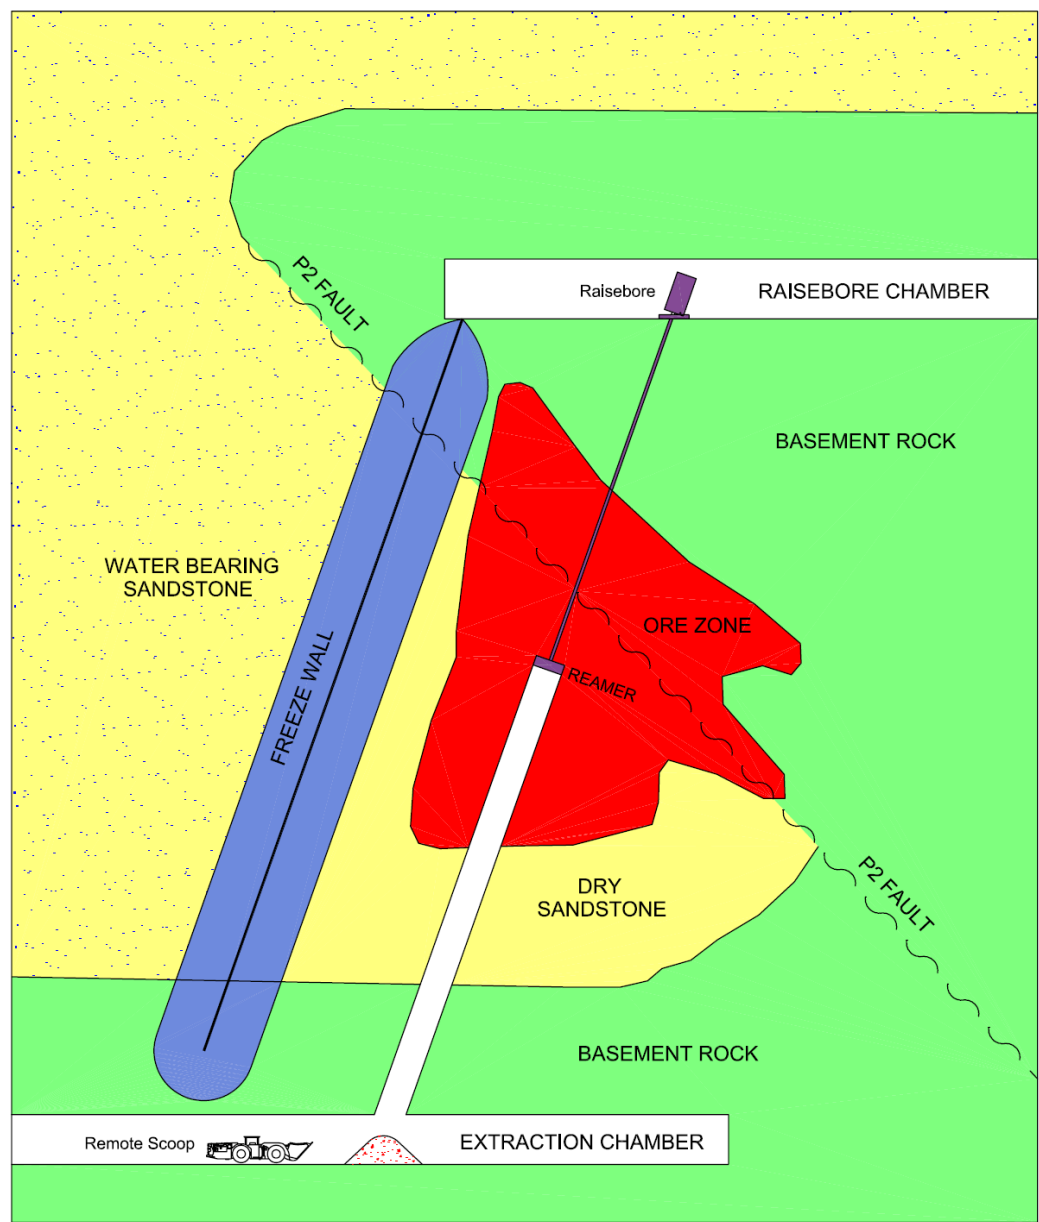 P2 FAULT
Raisebore
RAISEBORE CHAMBER
BASEMENT ROCK
WATER BEARING
SANDSTONE
FREEZE WALL
ORE ZONE
REAMER
DRY
SANDSTONE
P2 FAULT
BASEMENT ROCK
Remote Scoop
EXTRACTION CHAMBER